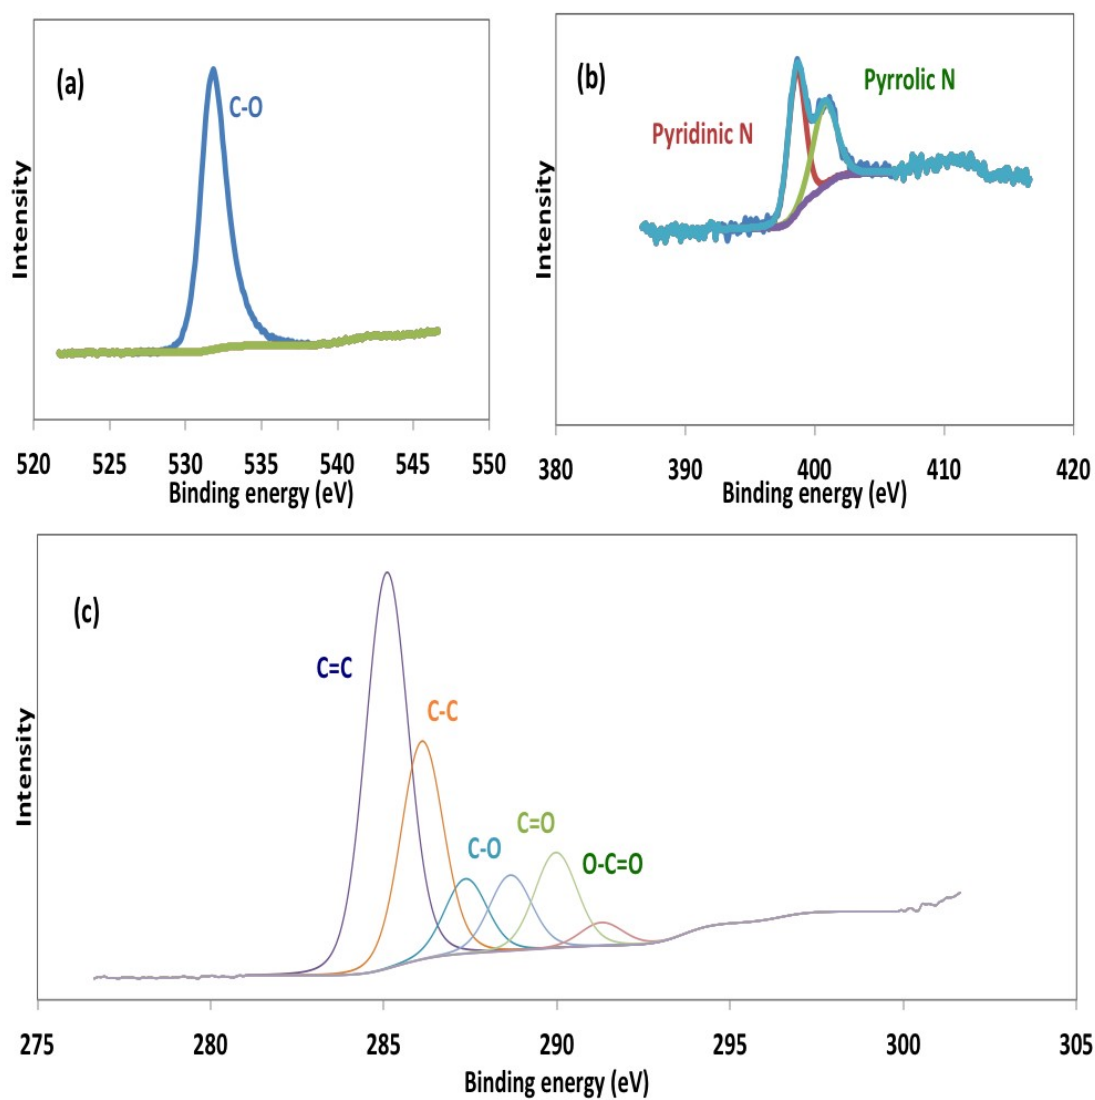 (a)
C-O
Intensity
520 525 530 535 540 545 550
Binding energy (eV)
(b)
Pyrrolic N
Pyridinic N
Intensity
380 390 400 410 420
Binding energy (eV)
(c)
C=C
C-C
C=O
C-O
O-C=O
Intensity
275 280 285 290 295 300 305
Binding energy (eV)